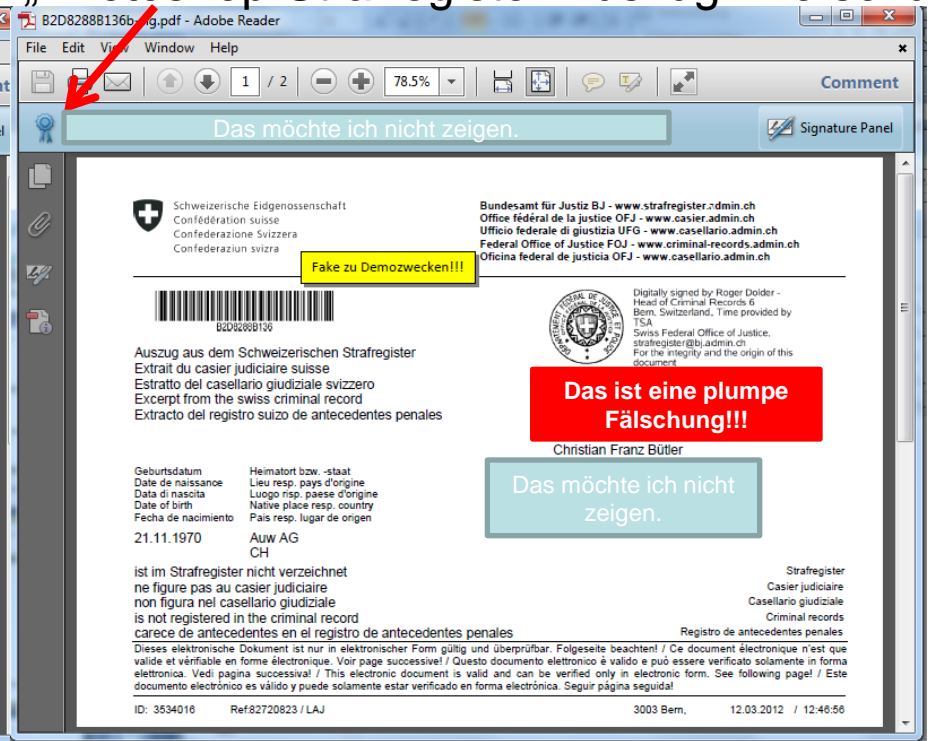 B2D8288B136b-ig.pdf - Adobe Reader
File Edit View Window Help
1 / 2 78.5% Comment
Das möchte ich nicht zeigen.
Signature Panel
Schweizerische Eidgenossenschaft
Confédération suisse
Confederazione Svizzera
Confederaziun svizra
Bundesamt für Justiz BJ - www.strafregister.admin.ch
Office fédéral de la justice OFJ - www.casier.admin.ch
Ufficio federale di giustizia UFG - www.casellario.admin.ch
Federal Office of Justice FOJ - www.criminal-records.admin.ch
Oficina federal de justicia OFJ - www.casellario.admin.ch
Fake zu Demozwecken!!!
B2D8288B136
Digitally signed by Roger Dolder -
Head of Criminal Records 6
Bern, Switzerland, Time provided by
TSA
Swiss Federal Office of Justice,
strafregister@bj.admin.ch
For the integrity and the origin of this
document
Auszug aus dem Schweizerischen Strafregister
Extrait du casier judiciaire suisse
Estratto del casellario giudiziale svizzero
Excerpt from the swiss criminal record
Extracto del registro suizo de antecedentes penales
Das ist eine plumpe
Fälschung!!!
Christian Franz Bütler
Das möchte ich nicht
zeigen.
Geburtsdatum Heimatort bzw. -staat
Date de naissance Lieu resp. pays d'origine
Data di nascita Luogo risp. paese d'origine
Date of birth Native place resp. country
Fecha de nacimiento Pais resp. lugar de origen
21.11.1970 Auw AG
CH
ist im Strafregister nicht verzeichnet
ne figure pas au casier judiciaire
non figura nel casellario giudiziale
is not registered in the criminal record
carece de antecedentes en el registro de antecedentes penales
Strafregister
Casier judiciaire
Casellario giudiziale
Criminal records
Registro de antecedentes penales
Dieses elektronische Dokument ist nur in elektronischer Form gültig und überprüfbar. Folgeseite beachten! / Ce document électronique n'est que
valide et vérifiable en forme électronique. Voir page successive! / Questo documento elettronico è valido e può essere verificato solamente in forma
elettronica. Vedi pagina successiva! / This electronic document is valid and can be verified only in electronic form. See following page! / Este
documento electrónico es válido y puede solamente estar verificado en forma electrónica. Seguir página seguida!
ID: 3534016 Ref:82720823 / LAJ 3003 Bern, 12.03.2012 / 12:46:56